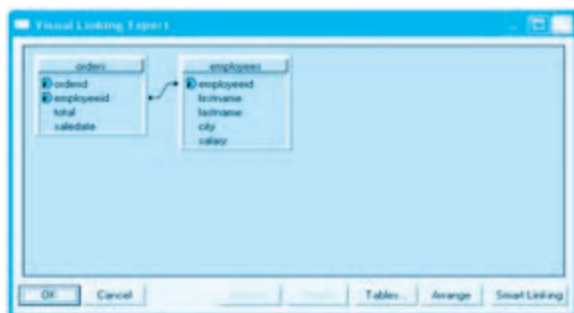 Visual Linking Expert
orders
orderid
employeeid
total
saledate
employees
employeeid
firstname
lastname
city
salary
OK
Cancel
Tables...
Arrange
Smart Linking